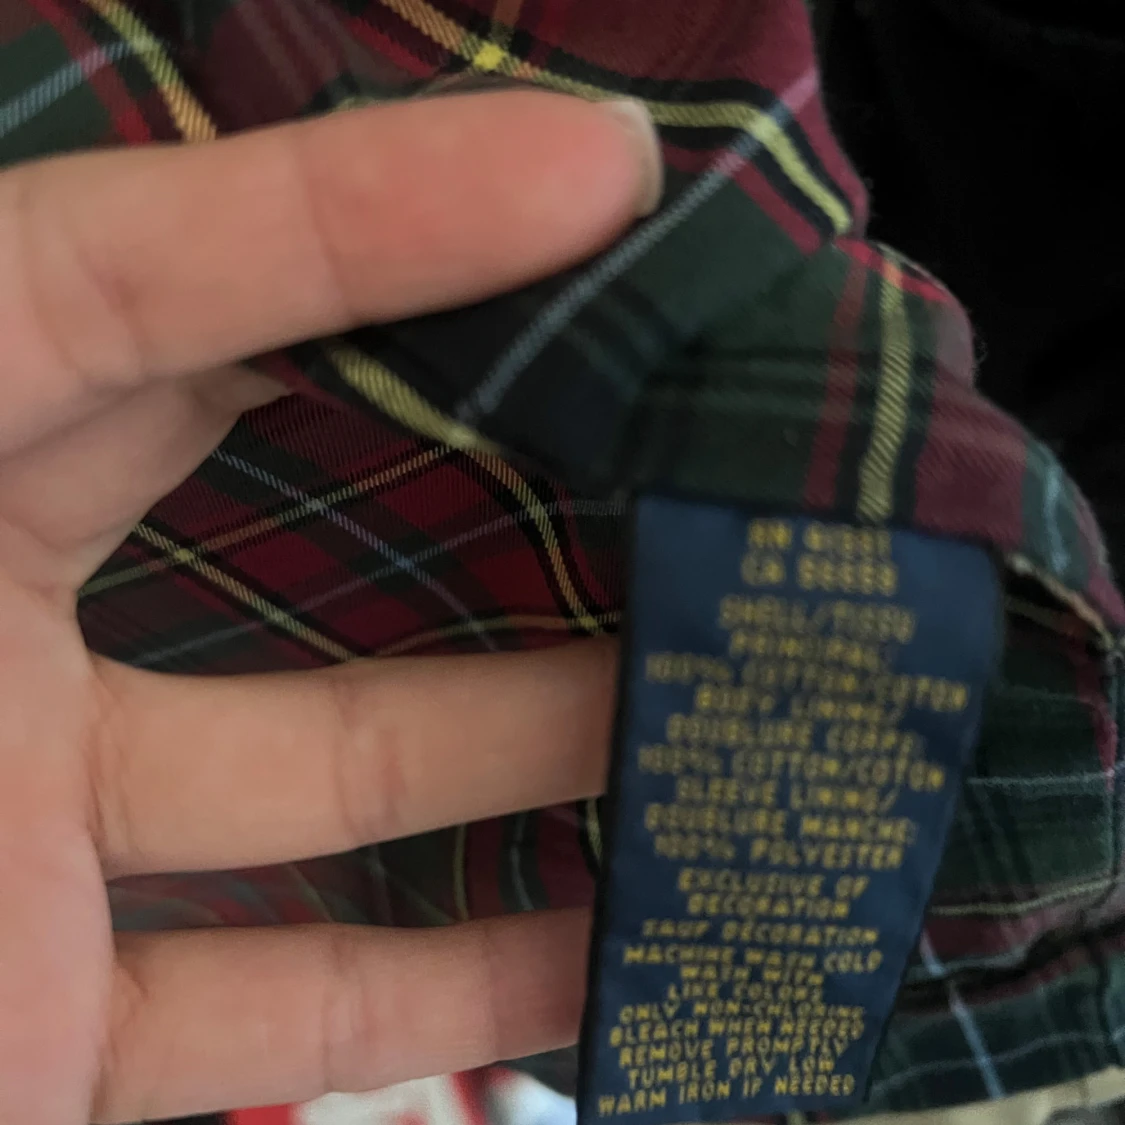 SHELL/TISSU
PRINCIPAL:
100% COTTON/COTON
BODY LINING/
DOUBLURE CORPS:
100% COTTON/COTON
SLEEVE LINING/
DOUBLURE MANCHE:
100% POLYESTER
EXCLUSIVE OF
DECORATION
SAUF DÉCORATION
MACHINE WASH COLD
WASH WITH
LIKE COLORS
ONLY NON-CHLORINE
BLEACH WHEN NEEDED
REMOVE PROMPTLY
TUMBLE DRY LOW
WARM IRON IF NEEDED